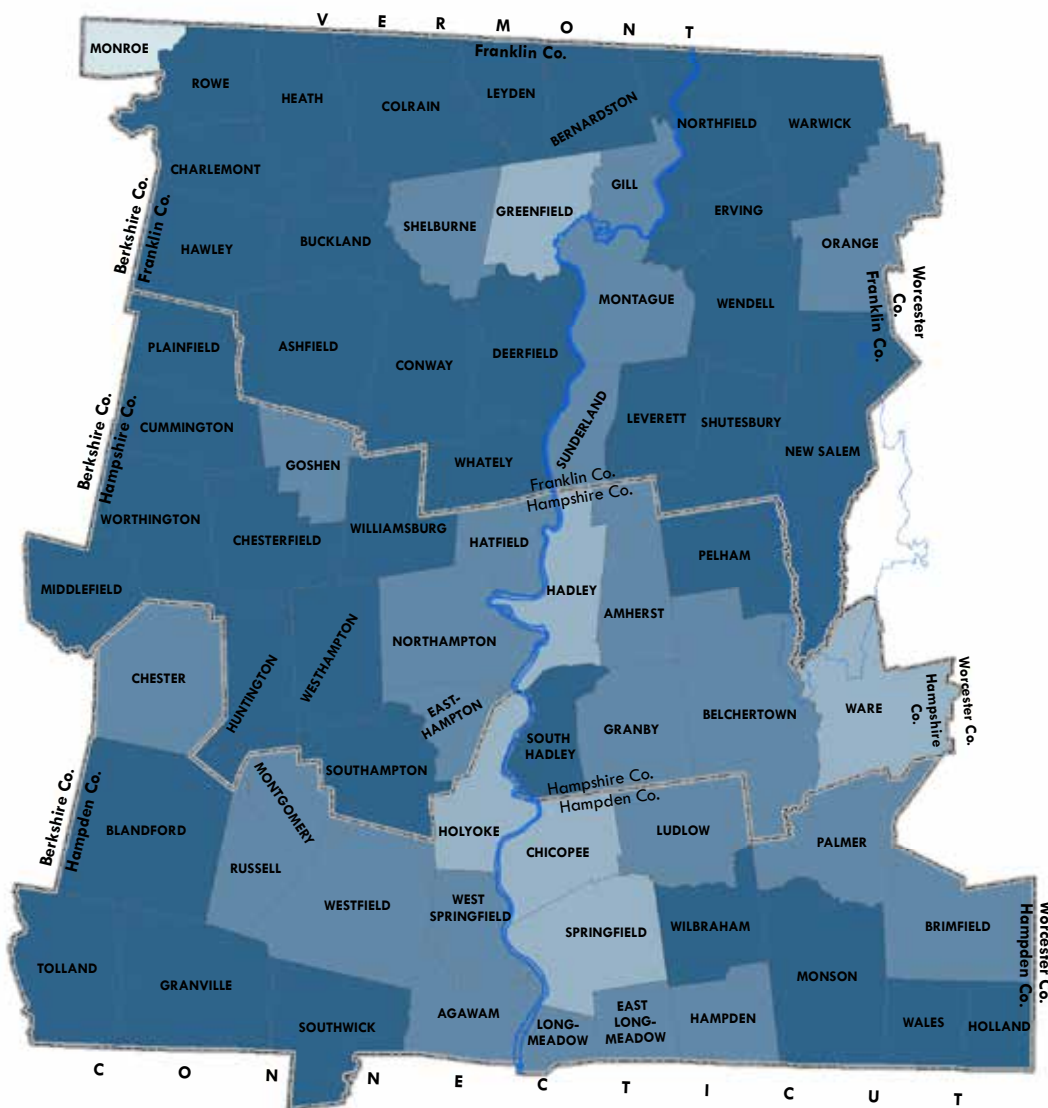 V E R M O N T
MONROE
Franklin Co.
ROWE
HEATH
COLRAIN
LEYDEN
BERNARDSTON
NORTHFIELD
WARWICK
CHARLEMONT
Berkshire Co.
Franklin Co.
HAWLEY
BUCKLAND
SHELBURNE
GREENFIELD
GILL
ERVING
ORANGE
Worcester
Co.
Franklin Co.
MONTAGUE
WENDELL
PLAINFIELD
ASHFIELD
CONWAY
DEERFIELD
SUNDERLAND
LEVERETT
SHUTESBURY
NEW SALEM
Berkshire Co.
Hampshire Co.
CUMMINGTON
GOSHEN
WHATELY
Franklin Co.
Hampshire Co.
WORTHINGTON
CHESTERFIELD
WILLIAMSBURG
HATFIELD
PELHAM
MIDDLEFIELD
HADLEY
AMHERST
NORTHAMPTON
CHESTER
HUNTINGTON
WESTHAMPTON
EAST-
HAMPTON
SOUTH
HADLEY
GRANBY
BELCHERTOWN
WARE
Hampshire
Co.
Worcester Co.
SOUTHAMPTON
MONTGOMERY
Hampshire Co.
Hampden Co.
Berkshire Co.
Hampden Co.
BLANDFORD
RUSSELL
HOLYOKE
CHICOPEE
LUDLOW
PALMER
WESTFIELD
WEST
SPRINGFIELD
SPRINGFIELD
WILBRAHAM
BRIMFIELD
Hampden Co.
Worcester Co.
TOLLAND
GRANVILLE
MONSON
SOUTHWICK
AGAWAM
LONG-
MEADOW
EAST
LONG-
MEADOW
HAMPDEN
WALES
HOLLAND
C O N N E C T I C U T